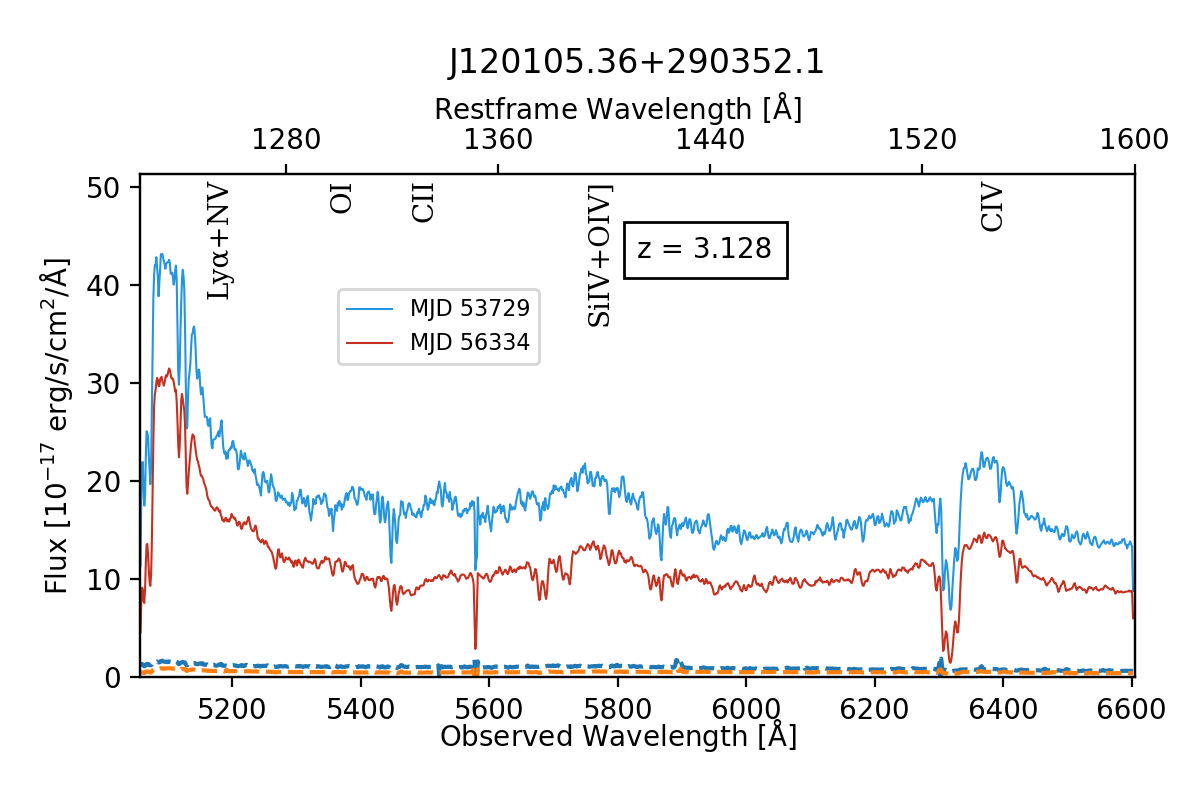 J120105.36+290352.1
Restframe Wavelength [Å]
1280 1360 1440 1520 1600
50
40
30
20
10
0
Flux [10⁻¹⁷ erg/s/cm²/Å]
Lyα+NV
OI
CII
SiIV+OIV]
CIV
z = 3.128
MJD 53729
MJD 56334
5200 5400 5600 5800 6000 6200 6400 6600
Observed Wavelength [Å]